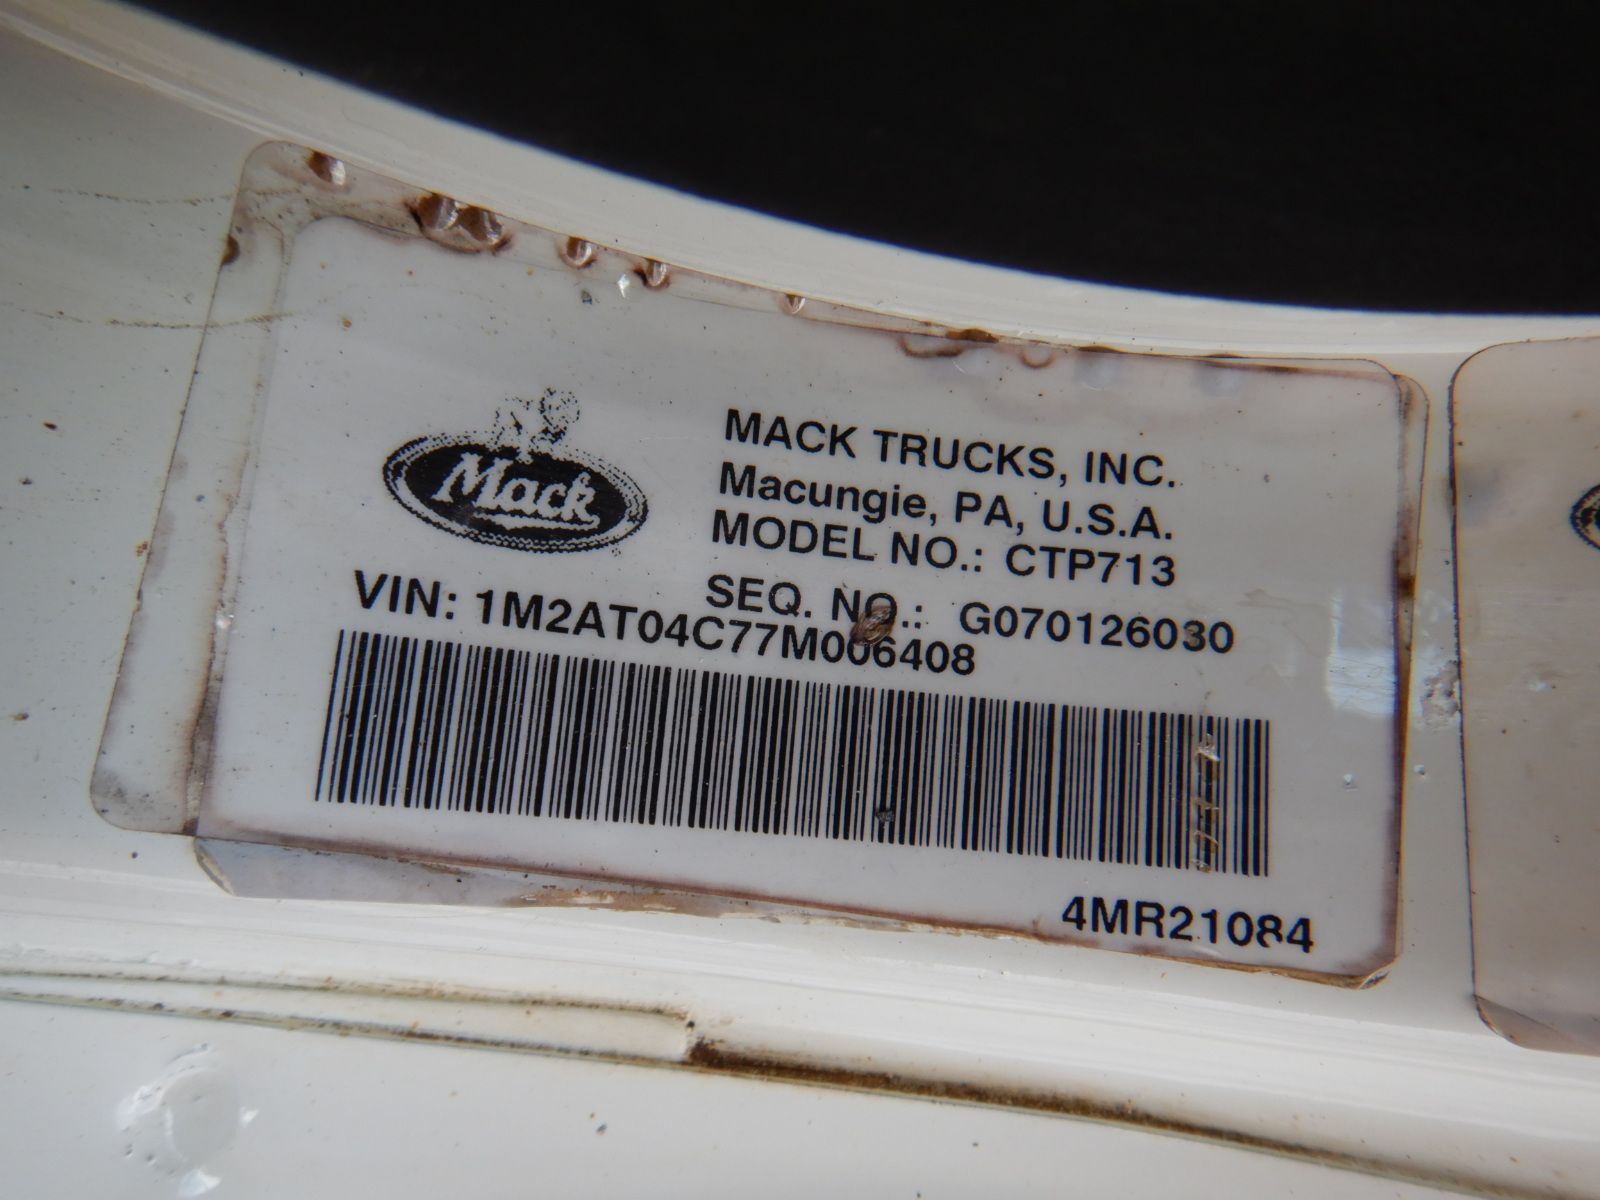 Mack
MACK TRUCKS, INC.
Macungie, PA, U.S.A.
MODEL NO.: CTP713
SEQ. NO.: G070126030
VIN: 1M2AT04C77M006408
4MR21084